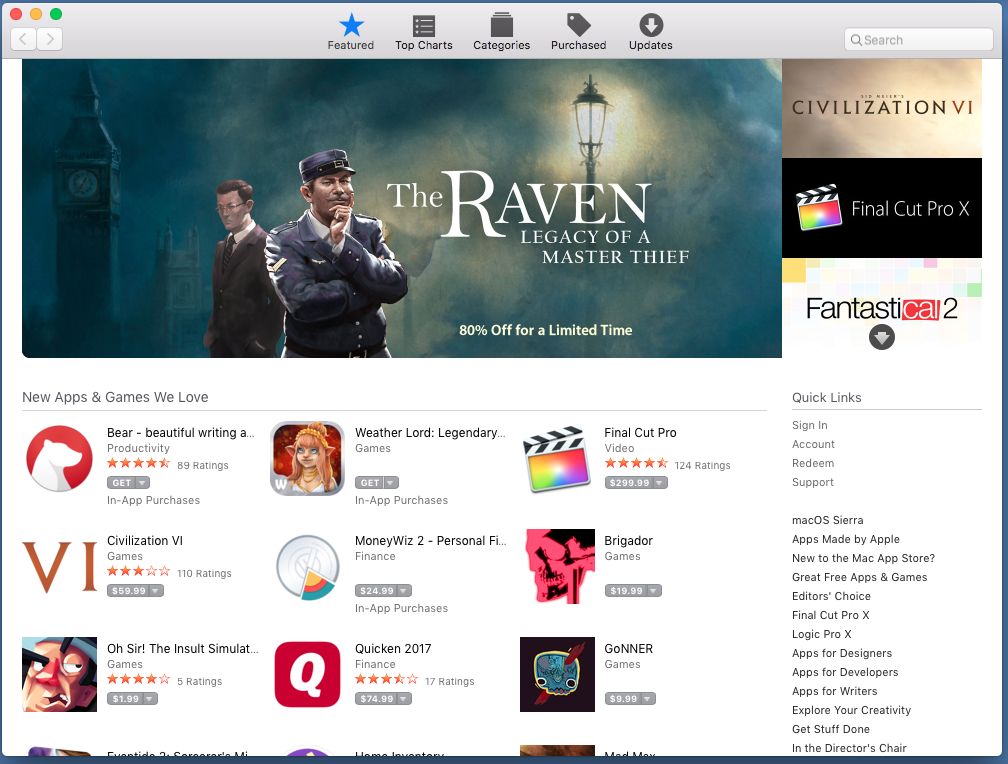 Featured
Top Charts
Categories
Purchased
Updates
Search
The RAVEN
LEGACY OF A
MASTER THIEF
80% Off for a Limited Time
SID MEIER'S
CIVILIZATION VI
Final Cut Pro X
Fantastical 2
New Apps & Games We Love
Bear - beautiful writing a...
Productivity
89 Ratings
GET
In-App Purchases
Weather Lord: Legendary...
Games
GET
In-App Purchases
Final Cut Pro
Video
124 Ratings
$299.99
VI
Civilization VI
Games
110 Ratings
$59.99
MoneyWiz 2 - Personal Fi...
Finance
$24.99
In-App Purchases
Brigador
Games
$19.99
Oh Sir! The Insult Simulat...
Games
5 Ratings
$1.99
Q
Quicken 2017
Finance
17 Ratings
$74.99
GoNNER
Games
$9.99
Eventide 2: Sorcerer's Mi...
Home Inventory
Mad Max
Quick Links
Sign In
Account
Redeem
Support
macOS Sierra
Apps Made by Apple
New to the Mac App Store?
Great Free Apps & Games
Editors' Choice
Final Cut Pro X
Logic Pro X
Apps for Designers
Apps for Developers
Apps for Writers
Explore Your Creativity
Get Stuff Done
In the Director's Chair